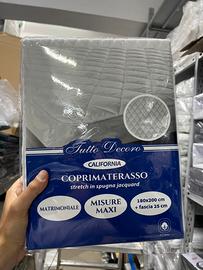 Tutto Decoro
CALIFORNIA
COPRIMATERASSO
stretch in spugna jacquard
MATRIMONIALE
MISURE
MAXI
180x200 cm
+ fascia 25 cm